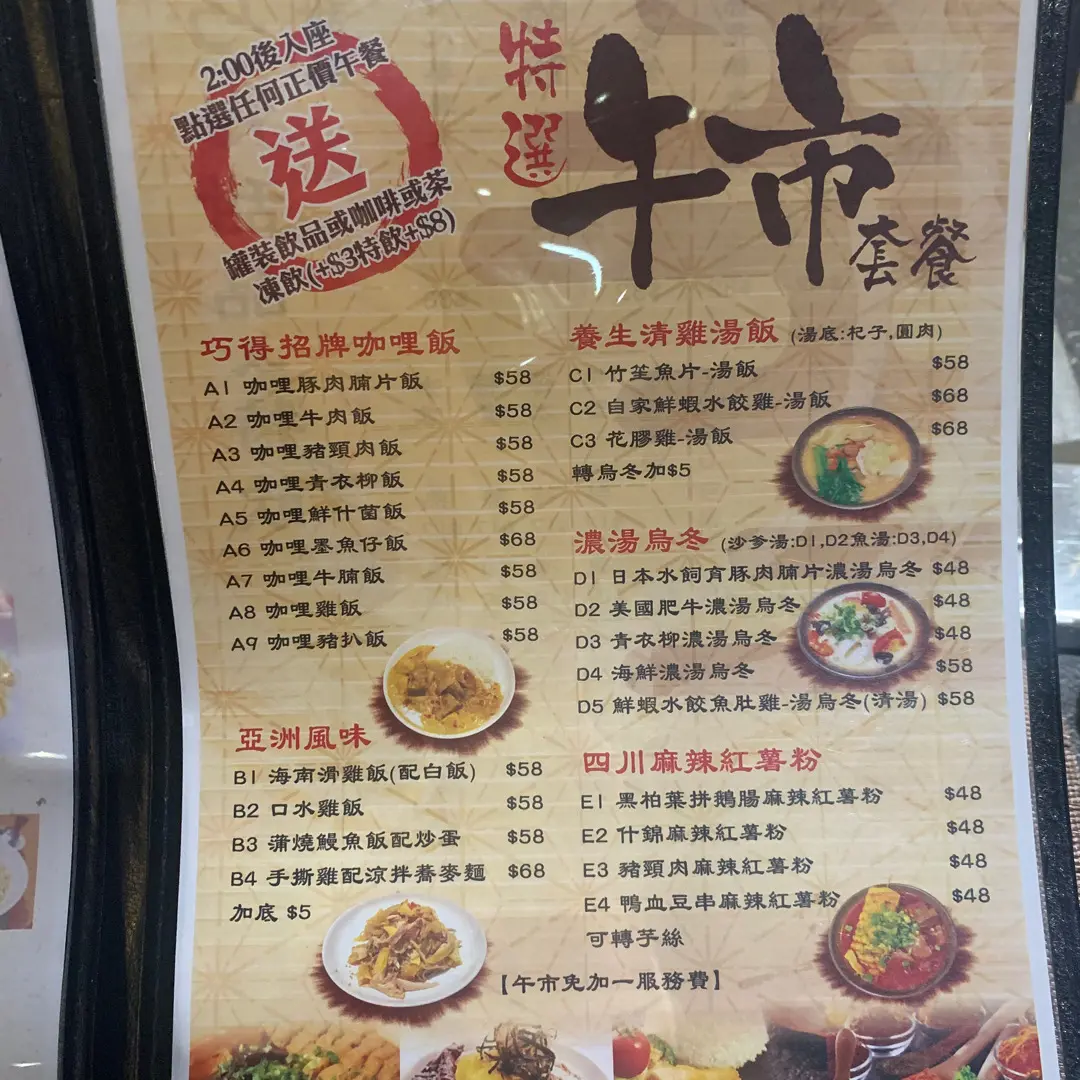 2:00後入座
點選任何正價午餐
送
罐裝飲品或咖啡或茶
凍飲(+$3特飲+$8)
特選
午市
套餐
巧得招牌咖哩飯
A1 咖哩豚肉腩片飯 $58
A2 咖哩牛肉飯 $58
A3 咖哩豬頸肉飯 $58
A4 咖哩青衣柳飯 $58
A5 咖哩鮮什菌飯 $58
A6 咖哩墨魚仔飯 $68
A7 咖哩牛腩飯 $58
A8 咖哩雞飯 $58
A9 咖哩豬扒飯 $58
亞洲風味
B1 海南滑雞飯(配白飯) $58
B2 口水雞飯 $58
B3 蒲燒鰻魚飯配炒蛋 $58
B4 手撕雞配涼拌蕎麥麵 $68
加底 $5
養生清雞湯飯 (湯底:杞子,圓肉)
C1 竹笙魚片-湯飯 $58
C2 自家鮮蝦水餃雞-湯飯 $68
C3 花膠雞-湯飯 $68
轉烏冬加$5
濃湯烏冬 (沙爹湯:D1,D2魚湯:D3,D4)
D1 日本水飼育豚肉腩片濃湯烏冬 $48
D2 美國肥牛濃湯烏冬 $48
D3 青衣柳濃湯烏冬 $48
D4 海鮮濃湯烏冬 $58
D5 鮮蝦水餃魚肚雞-湯烏冬(清湯) $58
四川麻辣紅薯粉
E1 黑柏葉拼鵝腸麻辣紅薯粉 $48
E2 什錦麻辣紅薯粉 $48
E3 豬頸肉麻辣紅薯粉 $48
E4 鴨血豆串麻辣紅薯粉 $48
可轉芋絲
【午市免加一服務費】